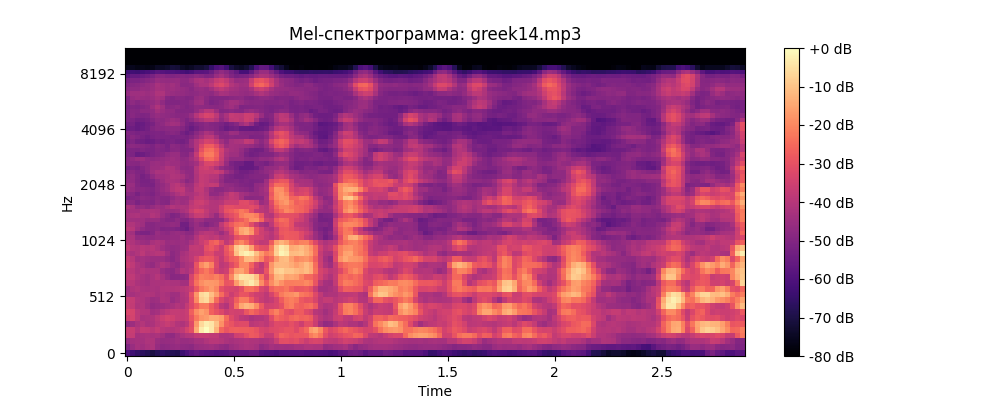 Mel-спектрограмма: greek14.mp3
+0 dB
8192
-10 dB
4096
-20 dB
-30 dB
2048
Hz
-40 dB
1024
-50 dB
512
-60 dB
-70 dB
0
-80 dB
0 0.5 1 1.5 2 2.5
Time